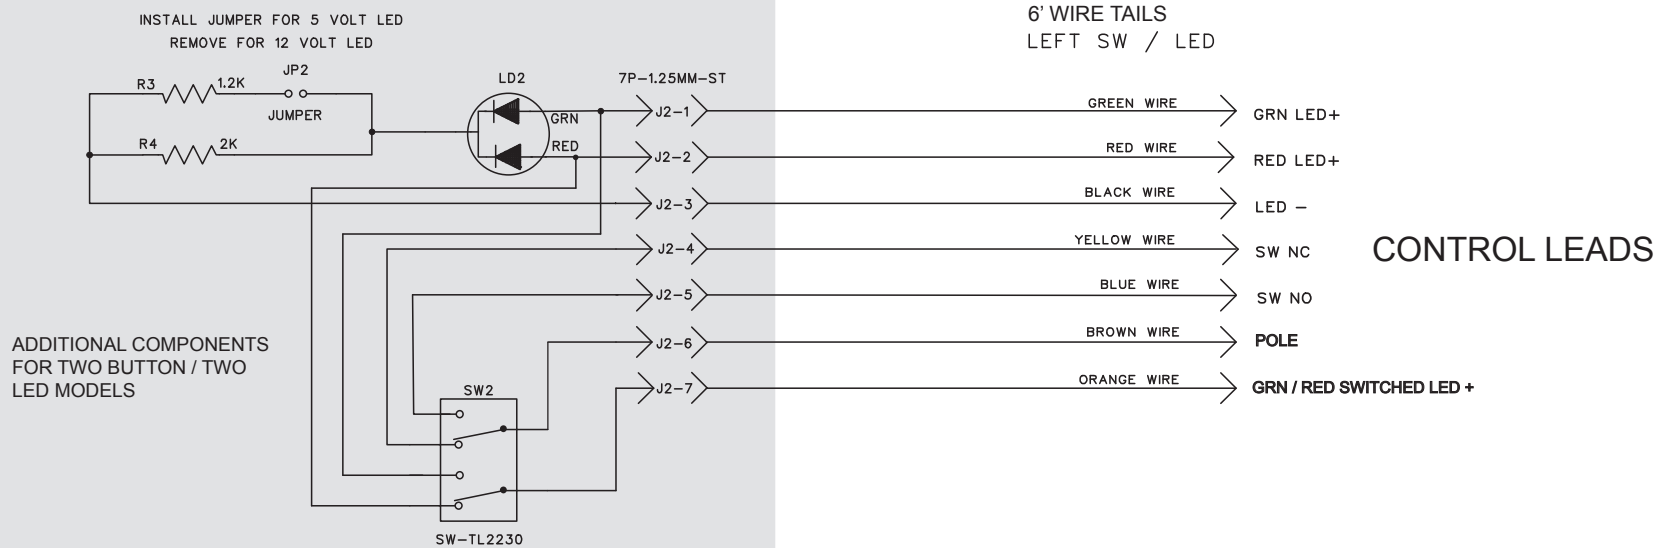 INSTALL JUMPER FOR 5 VOLT LED
REMOVE FOR 12 VOLT LED
6' WIRE TAILS
LEFT SW / LED
JP2
R3
1.2K
JUMPER
R4
2K
LD2
GRN
RED
7P-1.25MM-ST
J2-1
GREEN WIRE
GRN LED+
J2-2
RED WIRE
RED LED+
J2-3
BLACK WIRE
LED -
J2-4
YELLOW WIRE
SW NC
CONTROL LEADS
J2-5
BLUE WIRE
SW NO
J2-6
BROWN WIRE
POLE
J2-7
ORANGE WIRE
GRN / RED SWITCHED LED +
ADDITIONAL COMPONENTS
FOR TWO BUTTON / TWO
LED MODELS
SW2
SW-TL2230